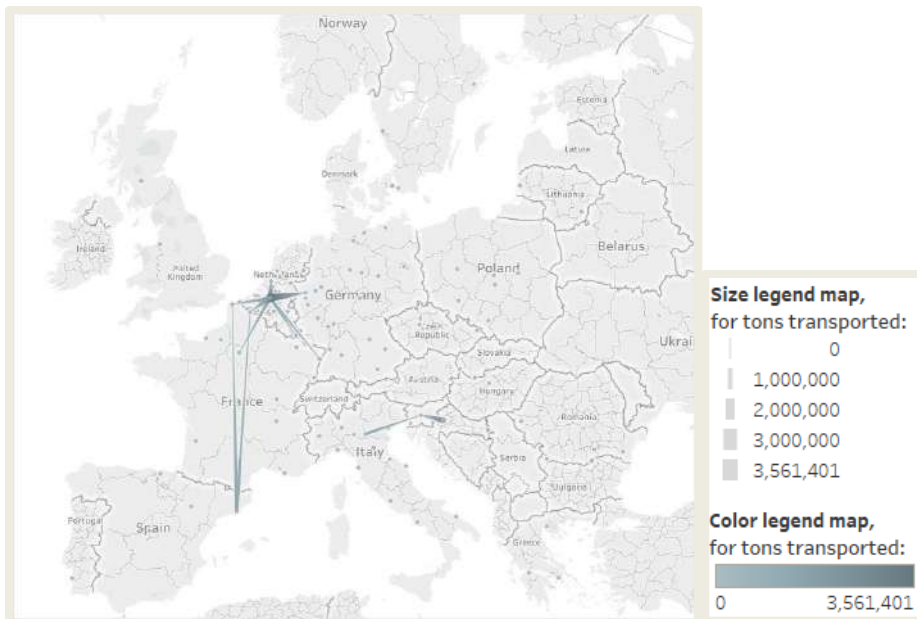 Norway
Estonia
Latvia
Denmark
Lithuania
Ireland
United
Kingdom
Belarus
Netherlands
Poland
Germany
Czech
Republic
Ukrai
Slovakia
Austria
Hungary
France
Switzerland
Romania
Italy
Serbia
Bulgaria
Portugal
Spain
Greece
Size legend map,
for tons transported:
0
1,000,000
2,000,000
3,000,000
3,561,401
Color legend map,
for tons transported:
0 3,561,401